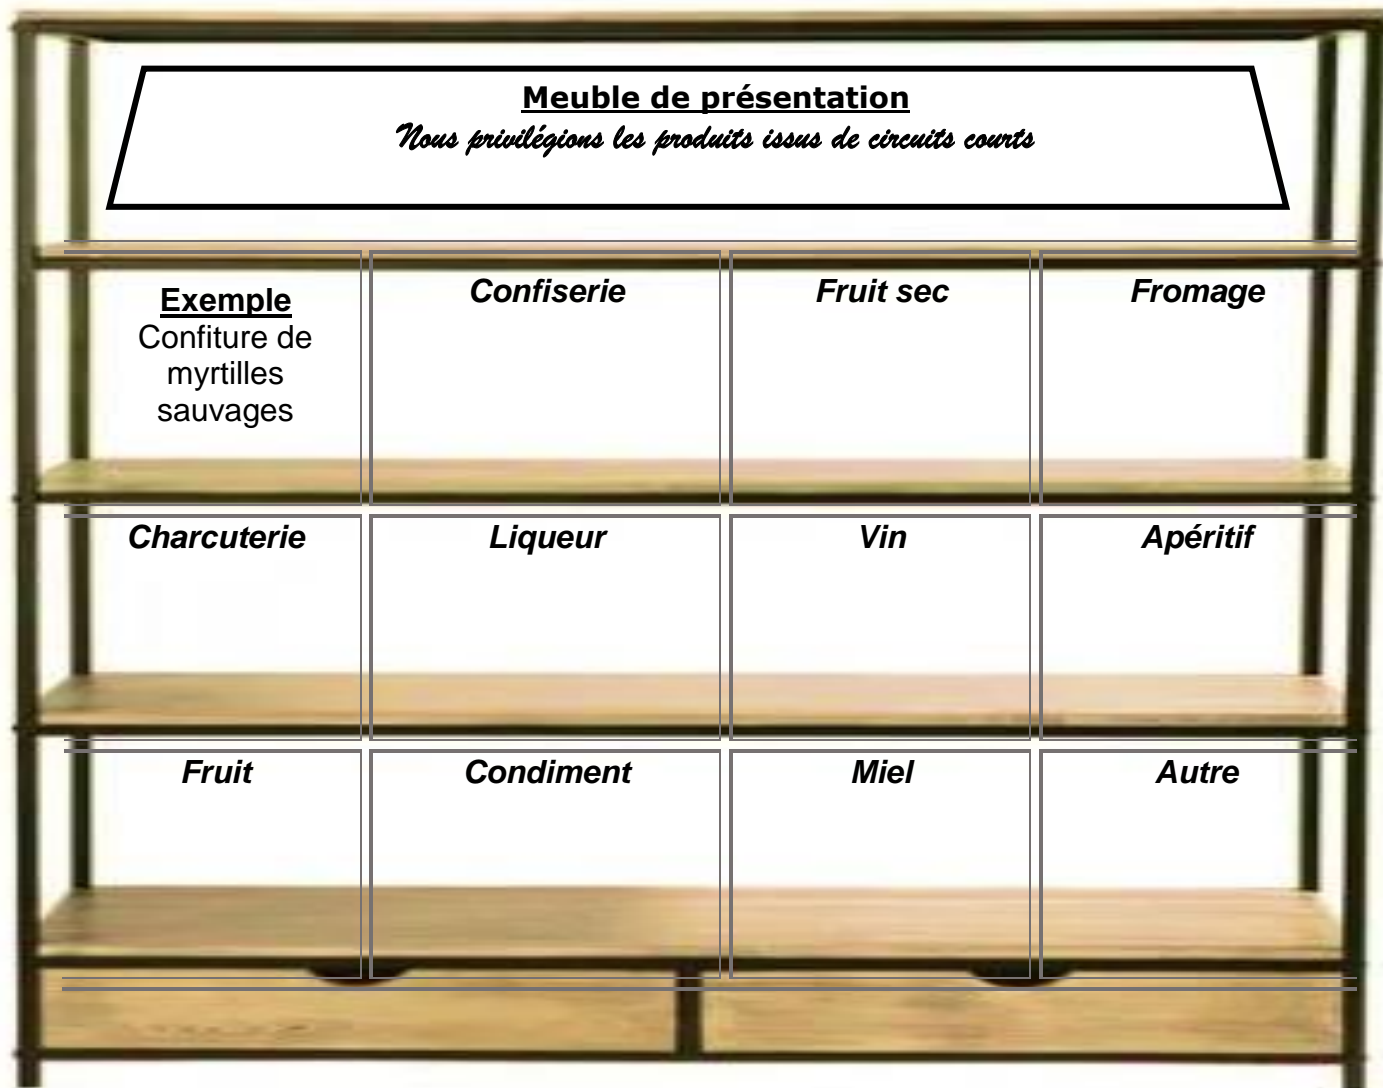 Meuble de présentation
Nous privilégions les produits issus de circuits courts
Exemple
Confiture de
myrtilles
sauvages
Confiserie
Fruit sec
Fromage
Charcuterie
Liqueur
Vin
Apéritif
Fruit
Condiment
Miel
Autre